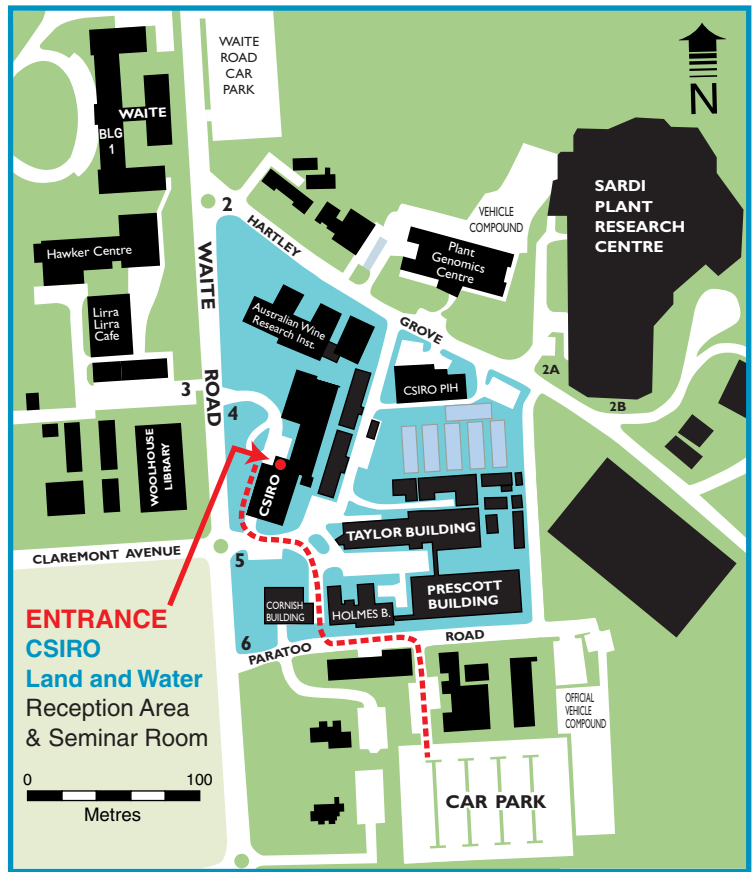 WAITE
ROAD
CAR
PARK
N
WAITE
BLG
1
SARDI
PLANT
RESEARCH
CENTRE
2
HARTLEY
VEHICLE
COMPOUND
Hawker Centre
WAITE
Plant
Genomics
Centre
Lirra
Lirra
Cafe
Australian Wine
Research Inst.
GROVE
2A
3
ROAD
4
CSIRO PIH
2B
WOOLHOUSE
LIBRARY
CSIRO
TAYLOR BUILDING
CLAREMONT AVENUE
5
PRESCOTT
BUILDING
CORNISH
BUILDING
HOLMES B.
ENTRANCE
CSIRO
Land and Water
Reception Area
& Seminar Room
6
PARATOO
ROAD
OFFICIAL
VEHICLE
COMPOUND
0 100
Metres
CAR PARK